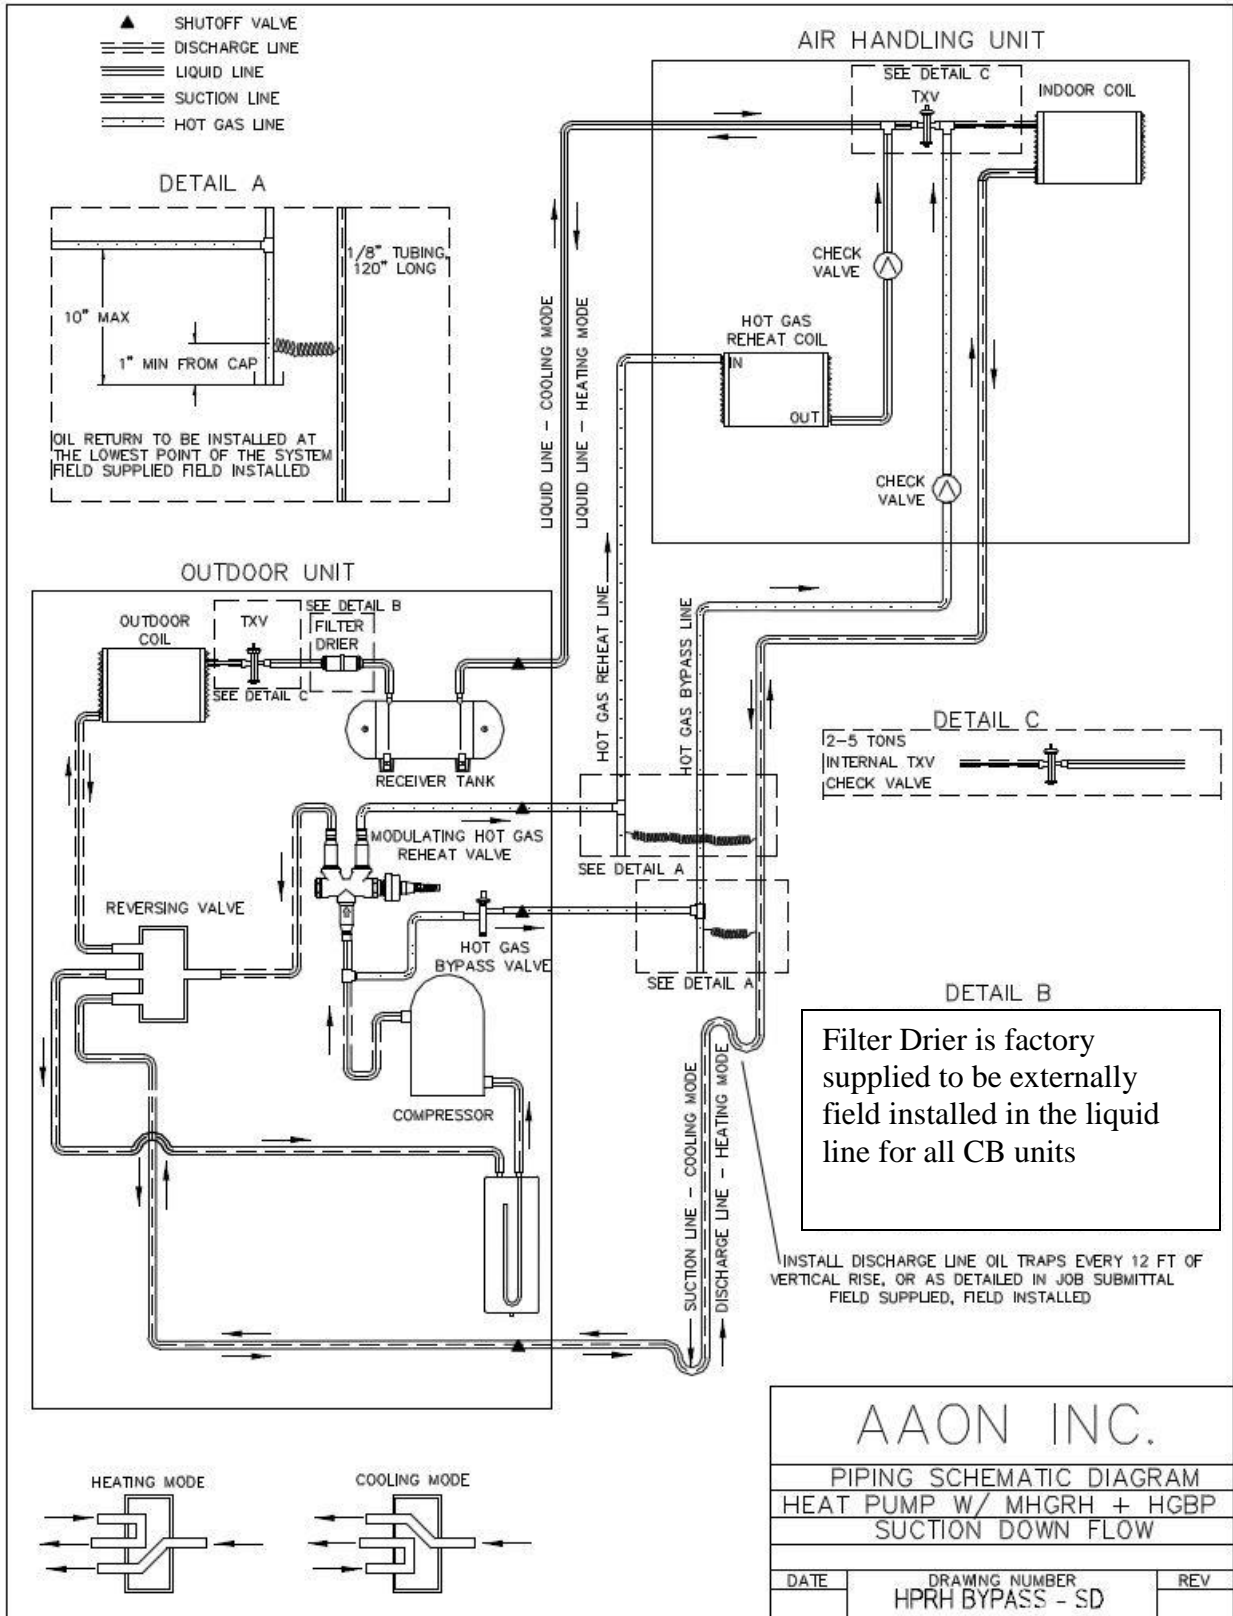 SHUTOFF VALVE
DISCHARGE LINE
LIQUID LINE
SUCTION LINE
HOT GAS LINE
AIR HANDLING UNIT
SEE DETAIL C
TXV
INDOOR COIL
DETAIL A
1/8" TUBING,
120" LONG
10" MAX
1" MIN FROM CAP
OIL RETURN TO BE INSTALLED AT
THE LOWEST POINT OF THE SYSTEM
FIELD SUPPLIED FIELD INSTALLED
LIQUID LINE - COOLING MODE
LIQUID LINE - HEATING MODE
CHECK
VALVE
HOT GAS
REHEAT COIL
IN
OUT
CHECK
VALVE
OUTDOOR UNIT
OUTDOOR
COIL
TXV
SEE DETAIL C
SEE DETAIL B
FILTER
DRIER
RECEIVER TANK
HOT GAS REHEAT LINE
HOT GAS BYPASS LINE
DETAIL C
2-5 TONS
INTERNAL TXV
CHECK VALVE
MODULATING HOT GAS
REHEAT VALVE
SEE DETAIL A
REVERSING VALVE
HOT GAS
BYPASS VALVE
SEE DETAIL A
COMPRESSOR
SUCTION LINE - COOLING MODE
DISCHARGE LINE - HEATING MODE
DETAIL B
Filter Drier is factory
supplied to be externally
field installed in the liquid
line for all CB units
INSTALL DISCHARGE LINE OIL TRAPS EVERY 12 FT OF
VERTICAL RISE, OR AS DETAILED IN JOB SUBMITTAL
FIELD SUPPLIED, FIELD INSTALLED
HEATING MODE
COOLING MODE
AAON INC.
PIPING SCHEMATIC DIAGRAM
HEAT PUMP W/ MHGRH + HGBP
SUCTION DOWN FLOW
DATE
DRAWING NUMBER
REV
HPRH BYPASS - SD